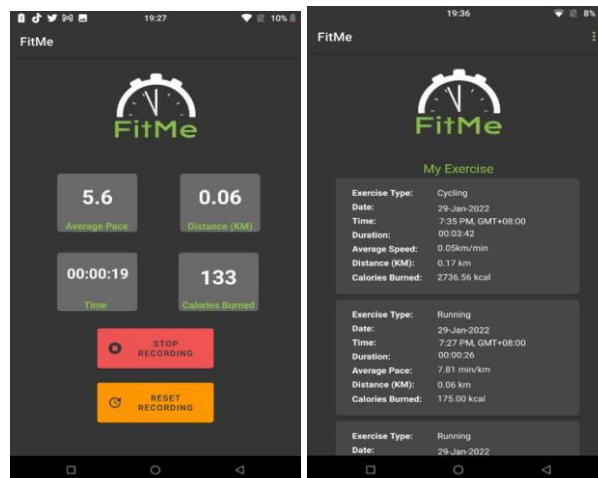 19:27
10%
FitMe
FitMe
5.6
Average Pace
0.06
Distance (KM)
00:00:19
Time
133
Calories Burned
STOP
RECORDING
RESET
RECORDING
19:36
8%
FitMe
FitMe
My Exercise
Exercise Type: Cycling
Date: 29-Jan-2022
Time: 7:35 PM, GMT+08:00
Duration: 00:03:42
Average Speed: 0.05km/min
Distance (KM): 0.17 km
Calories Burned: 2736.56 kcal
Exercise Type: Running
Date: 29-Jan-2022
Time: 7:27 PM, GMT+08:00
Duration: 00:00:26
Average Pace: 7.81 min/km
Distance (KM): 0.06 km
Calories Burned: 175.00 kcal
Exercise Type: Running
Date: 29-Jan-2022